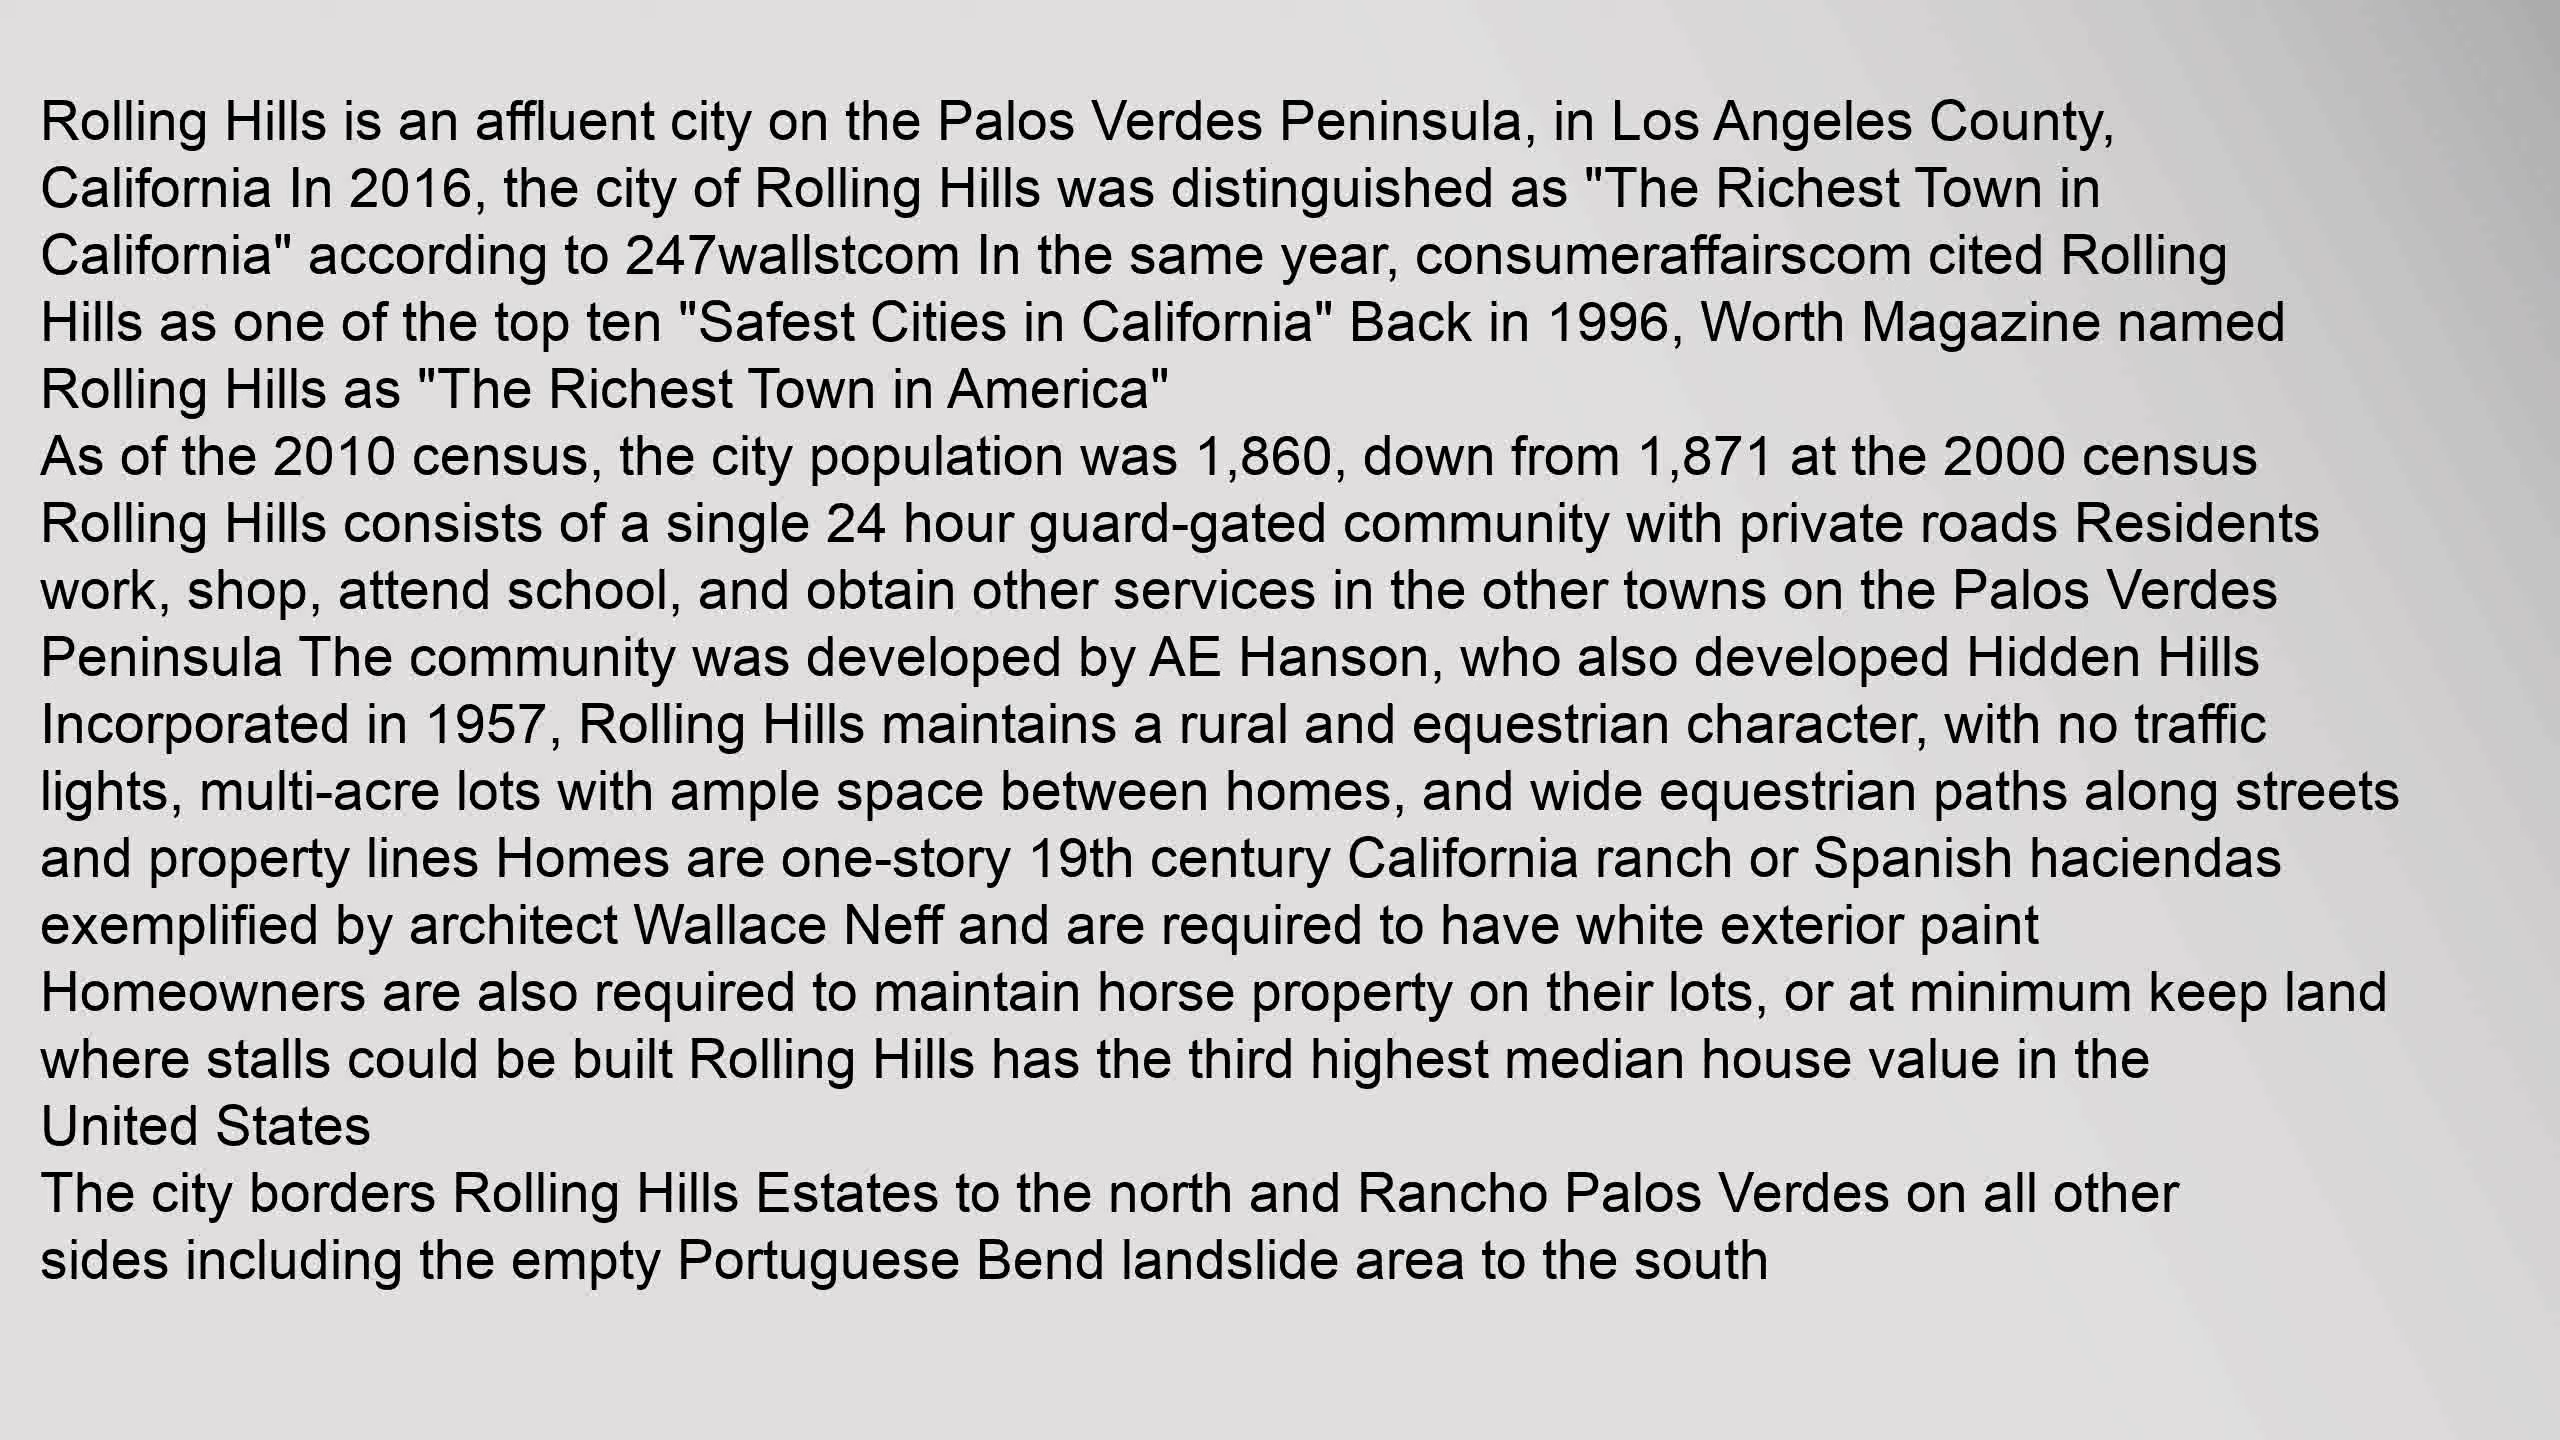 Rolling Hills is an affluent city on the Palos Verdes Peninsula, in Los Angeles County,
California In 2016, the city of Rolling Hills was distinguished as "The Richest Town in
California" according to 247wallstcom In the same year, consumeraffairscom cited Rolling
Hills as one of the top ten "Safest Cities in California" Back in 1996, Worth Magazine named
Rolling Hills as "The Richest Town in America"
As of the 2010 census, the city population was 1,860, down from 1,871 at the 2000 census
Rolling Hills consists of a single 24 hour guard-gated community with private roads Residents
work, shop, attend school, and obtain other services in the other towns on the Palos Verdes
Peninsula The community was developed by AE Hanson, who also developed Hidden Hills
Incorporated in 1957, Rolling Hills maintains a rural and equestrian character, with no traffic
lights, multi-acre lots with ample space between homes, and wide equestrian paths along streets
and property lines Homes are one-story 19th century California ranch or Spanish haciendas
exemplified by architect Wallace Neff and are required to have white exterior paint
Homeowners are also required to maintain horse property on their lots, or at minimum keep land
where stalls could be built Rolling Hills has the third highest median house value in the
United States
The city borders Rolling Hills Estates to the north and Rancho Palos Verdes on all other
sides including the empty Portuguese Bend landslide area to the south